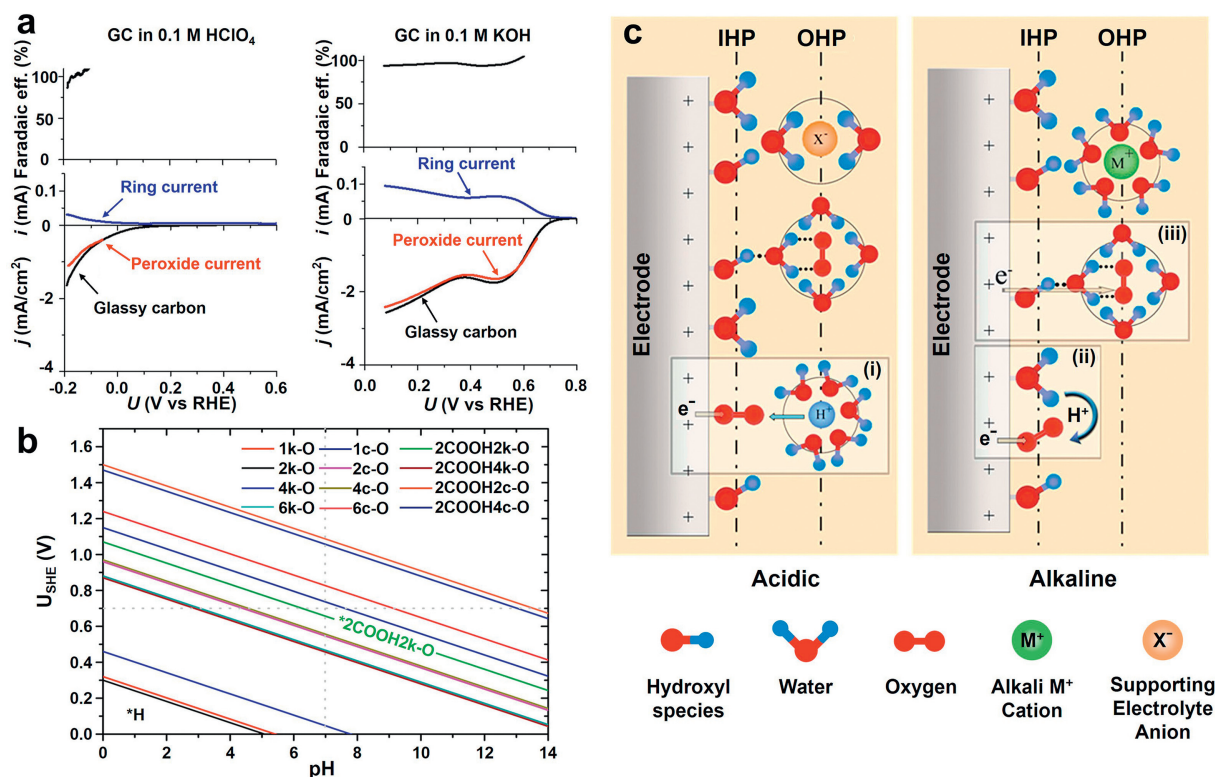 a
GC in 0.1 M HClO₄
GC in 0.1 M KOH
Faradaic eff. (%)
100
50
0
Ring current
i (mA)
0.1
0
Peroxide current
Glassy carbon
j (mA/cm²)
-2
-4
-0.2 0.0 0.2 0.4 0.6
U (V vs RHE)
Faradaic eff. (%)
100
50
0
Ring current
i (mA)
0.1
0
Peroxide current
Glassy carbon
j (mA/cm²)
-2
-4
0.0 0.2 0.4 0.6 0.8
U (V vs RHE)
b
1k-O 1c-O 2COOH2k-O
2k-O 2c-O 2COOH4k-O
4k-O 4c-O 2COOH2c-O
6k-O 6c-O 2COOH4c-O
1.6
1.4
1.2
1.0
0.8
0.6
0.4
0.2
0.0
U_SHE (V)
*2COOH2k-O
*H
0 2 4 6 8 10 12 14
pH
c
IHP OHP
Electrode
+ + + + + + + +
X⁻
(i)
e⁻
H⁺
IHP OHP
Electrode
+ + + + + + + +
M⁺
(iii)
e⁻
(ii)
H⁺
e⁻
Acidic Alkaline
M⁺ X⁻
Hydroxyl species
Water
Oxygen
Alkali M⁺
Cation
Supporting
Electrolyte
Anion